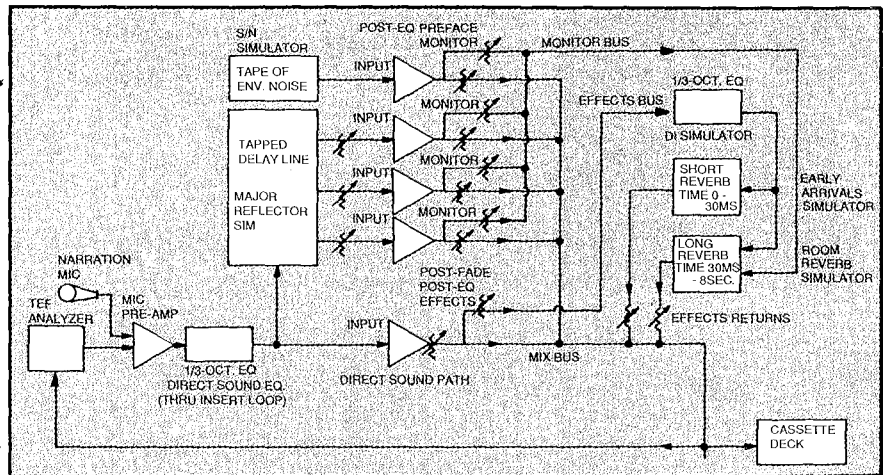 S/N
SIMULATOR
TAPE OF
ENV. NOISE
POST-EQ PREFACE
MONITOR
MONITOR BUS
INPUT
1/3-OCT. EQ
EFFECTS BUS
DI SIMULATOR
MONITOR
INPUT
TAPPED
DELAY LINE
MAJOR
REFLECTOR
SIM
MONITOR
INPUT
MONITOR
INPUT
SHORT
REVERB
TIME 0 -
30MS
EARLY
ARRIVALS
SIMULATOR
LONG
REVERB
TIME 30MS
- 8SEC.
ROOM
REVERB
SIMULATOR
NARRATION
MIC
TEF
ANALYZER
MIC
PRE-AMP
POST-FADE
POST-EQ
EFFECTS
EFFECTS RETURNS
INPUT
MIX BUS
1/3-OCT. EQ
DIRECT SOUND EQ.
(THRU INSERT LOOP)
DIRECT SOUND PATH
CASSETTE
DECK